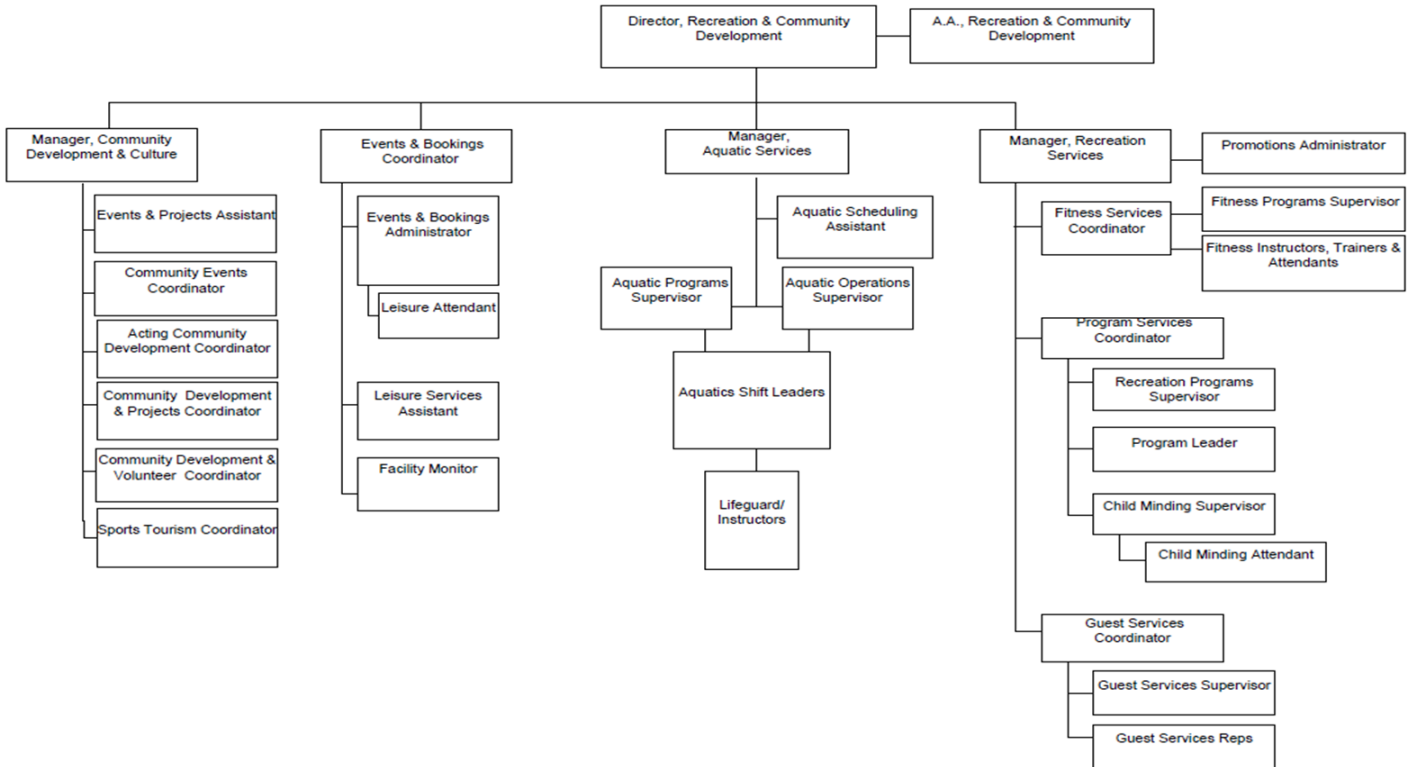 Director, Recreation & Community
Development
A.A., Recreation & Community
Development
Manager, Community
Development & Culture
Events & Projects Assistant
Community Events
Coordinator
Acting Community
Development Coordinator
Community Development
& Projects Coordinator
Community Development &
Volunteer Coordinator
Sports Tourism Coordinator
Events & Bookings
Coordinator
Events & Bookings
Administrator
Leisure Attendant
Leisure Services
Assistant
Facility Monitor
Manager,
Aquatic Services
Aquatic Scheduling
Assistant
Aquatic Programs
Supervisor
Aquatic Operations
Supervisor
Aquatics Shift Leaders
Lifeguard/
Instructors
Manager, Recreation
Services
Promotions Administrator
Fitness Services
Coordinator
Fitness Programs Supervisor
Fitness Instructors, Trainers &
Attendants
Program Services
Coordinator
Recreation Programs
Supervisor
Program Leader
Child Minding Supervisor
Child Minding Attendant
Guest Services
Coordinator
Guest Services Supervisor
Guest Services Reps